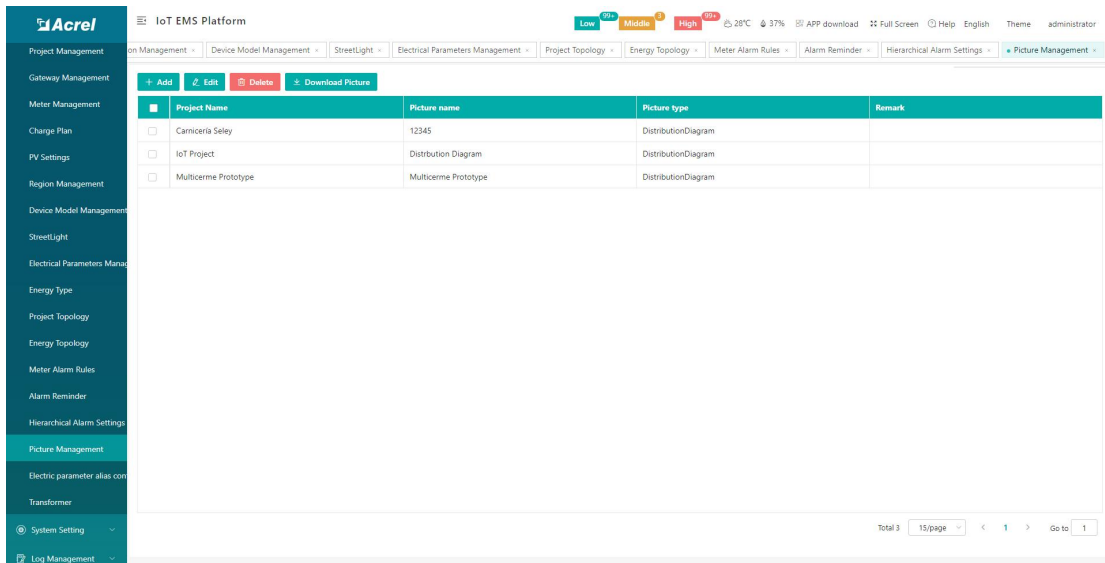 Acrel
IoT EMS Platform
Low 99+ Middle 3 High 99+ 28℃ 37% APP download Full Screen Help English Theme administrator
on Management × Device Model Management × StreetLight × Electrical Parameters Management × Project Topology × Energy Topology × Meter Alarm Rules × Alarm Reminder × Hierarchical Alarm Settings × Picture Management ×
Project Management
Gateway Management
Meter Management
Charge Plan
PV Settings
Region Management
Device Model Management
StreetLight
Electrical Parameters Manag
Energy Type
Project Topology
Energy Topology
Meter Alarm Rules
Alarm Reminder
Hierarchical Alarm Settings
Picture Management
Electric parameter alias con
Transformer
System Setting
Log Management
+ Add Edit Delete Download Picture
Project Name Picture name Picture type Remark
Carnicería Seley 12345 DistributionDiagram
IoT Project Distrbution Diagram DistributionDiagram
Multicerme Prototype Multicerme Prototype DistributionDiagram
Total 3 15/page < 1 > Go to 1